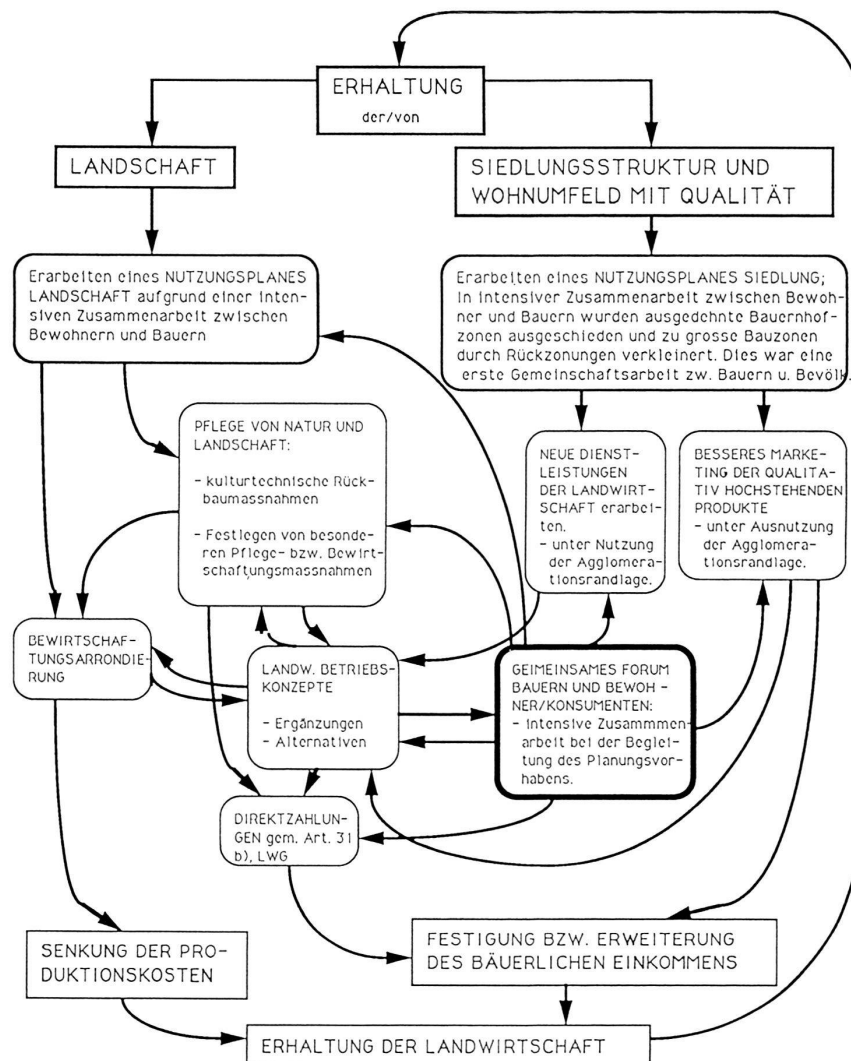 ERHALTUNG
der/von
LANDSCHAFT
SIEDLUNGSSTRUKTUR UND
WOHNUMFELD MIT QUALITÄT
Erarbeiten eines NUTZUNGSPLANES
LANDSCHAFT aufgrund einer inten-
siven Zusammenarbeit zwischen
Bewohnern und Bauern
Erarbeiten eines NUTZUNGSPLANES SIEDLUNG;
in intensiver Zusammenarbeit zwischen Bewoh-
ner und Bauern wurden ausgedehnte Bauernhof-
zonen ausgeschieden und zu grosse Bauzonen
durch Rückzonungen verkleinert. Dies war eine
erste Gemeinschaftsarbeit zw. Bauern u. Bevölk.
PFLEGE VON NATUR UND
LANDSCHAFT:
- kulturtechnische Rück-
baumassnahmen
- Festlegen von besonde-
ren Pflege- bzw. Bewirt-
schaftungsmassnahmen
NEUE DIENST-
LEISTUNGEN
DER LANDWIRT-
SCHAFT erarbei-
ten.
- unter Nutzung
der Agglomera-
tionsrandlage.
BESSERES MARKE-
TING DER QUALITA-
TIV HOCHSTEHENDEN
PRODUKTE
- unter Ausnutzung
der Agglomera-
tionsrandlage.
BEWIRTSCHAF-
TUNGSARRONDIE-
RUNG
LANDW. BETRIEBS-
KONZEPTE
- Ergänzungen
- Alternativen
GEIMEINSAMES FORUM
BAUERN UND BEWOH-
NER/KONSUMENTEN:
- intensive Zusammmen-
arbeit bei der Beglei-
tung des Planungsvor-
habens.
DIREKTZAHLUN-
GEN gem. Art. 31
b), LWG
SENKUNG DER PRO-
DUKTIONSKOSTEN
FESTIGUNG BZW. ERWEITERUNG
DES BÄUERLICHEN EINKOMMENS
ERHALTUNG DER LANDWIRTSCHAFT